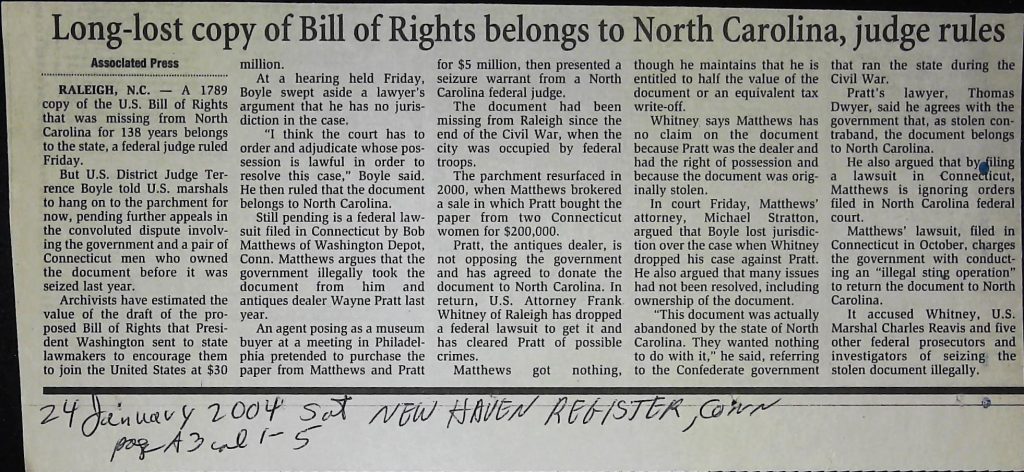 Long-lost copy of Bill of Rights belongs to North Carolina, judge rules
Associated Press
RALEIGH, N.C. — A 1789
copy of the U.S. Bill of Rights
that was missing from North
Carolina for 138 years belongs
to the state, a federal judge ruled
Friday.
But U.S. District Judge Ter-
rence Boyle told U.S. marshals
to hang on to the parchment for
now, pending further appeals in
the convoluted dispute involv-
ing the government and a pair of
Connecticut men who owned
the document before it was
seized last year.
Archivists have estimated the
value of the draft of the pro-
posed Bill of Rights that Presi-
dent Washington sent to state
lawmakers to encourage them
to join the United States at $30
million.
At a hearing held Friday,
Boyle swept aside a lawyer's
argument that he has no juris-
diction in the case.
"I think the court has to
order and adjudicate whose pos-
session is lawful in order to
resolve this case," Boyle said.
He then ruled that the document
belongs to North Carolina.
Still pending is a federal law-
suit filed in Connecticut by Bob
Matthews of Washington Depot,
Conn. Matthews argues that the
government illegally took the
document from him and
antiques dealer Wayne Pratt last
year.
An agent posing as a museum
buyer at a meeting in Philadel-
phia pretended to purchase the
paper from Matthews and Pratt
for $5 million, then presented a
seizure warrant from a North
Carolina federal judge.
The document had been
missing from Raleigh since the
end of the Civil War, when the
city was occupied by federal
troops.
The parchment resurfaced in
2000, when Matthews brokered
a sale in which Pratt bought the
paper from two Connecticut
women for $200,000.
Pratt, the antiques dealer, is
not opposing the government
and has agreed to donate the
document to North Carolina. In
return, U.S. Attorney Frank
Whitney of Raleigh has dropped
a federal lawsuit to get it and
has cleared Pratt of possible
crimes.
Matthews got nothing,
though he maintains that he is
entitled to half the value of the
document or an equivalent tax
write-off.
Whitney says Matthews has
no claim on the document
because Pratt was the dealer and
had the right of possession and
because the document was orig-
inally stolen.
In court Friday, Matthews'
attorney, Michael Stratton,
argued that Boyle lost jurisdic-
tion over the case when Whitney
dropped his case against Pratt.
He also argued that many issues
had not been resolved, including
ownership of the document.
"This document was actually
abandoned by the state of North
Carolina. They wanted nothing
to do with it," he said, referring
to the Confederate government
that ran the state during the
Civil War.
Pratt's lawyer, Thomas
Dwyer, said he agrees with the
government that, as stolen con-
traband, the document belongs
to North Carolina.
He also argued that by filing
a lawsuit in Connecticut,
Matthews is ignoring orders
filed in North Carolina federal
court.
Matthews' lawsuit, filed in
Connecticut in October, charges
the government with conduct-
ing an "illegal sting operation"
to return the document to North
Carolina.
It accused Whitney, U.S.
Marshal Charles Reavis and five
other federal prosecutors and
investigators of seizing the
stolen document illegally.
24 January 2004 Sat NEW HAVEN REGISTER, Conn
pag A3 col 1-5